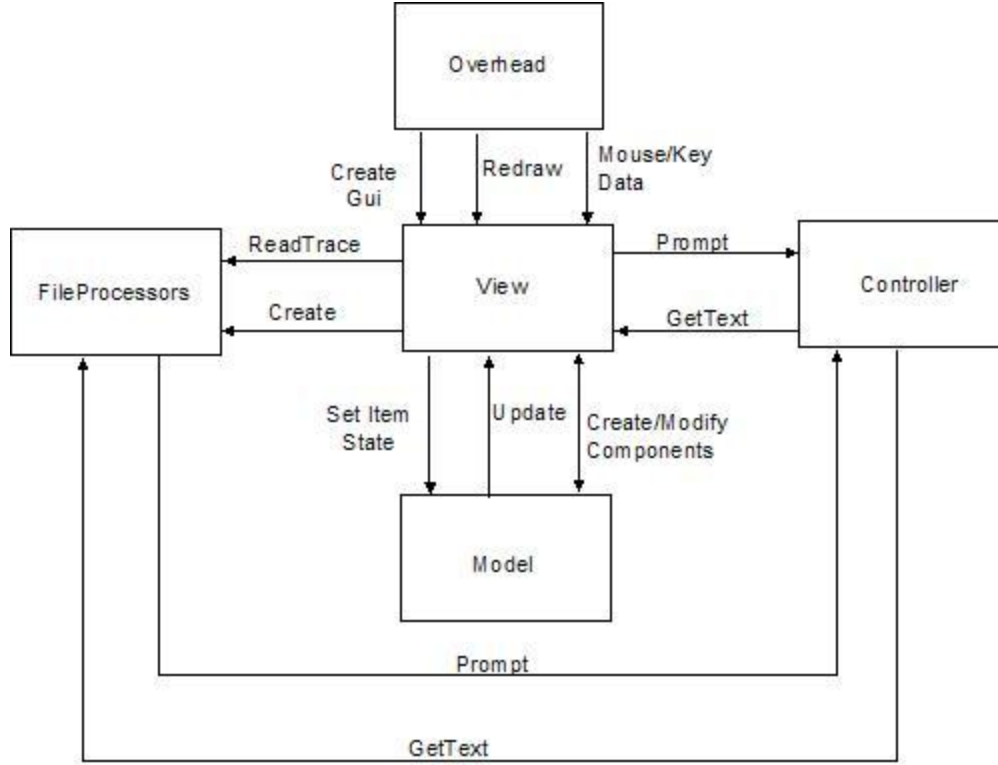 Overhead
Create
Gui
Redraw
Mouse/Key
Data
ReadTrace
Prompt
FileProcessors
View
Controller
Create
GetText
Set Item
State
Update
Create/Modify
Components
Model
Prompt
GetText